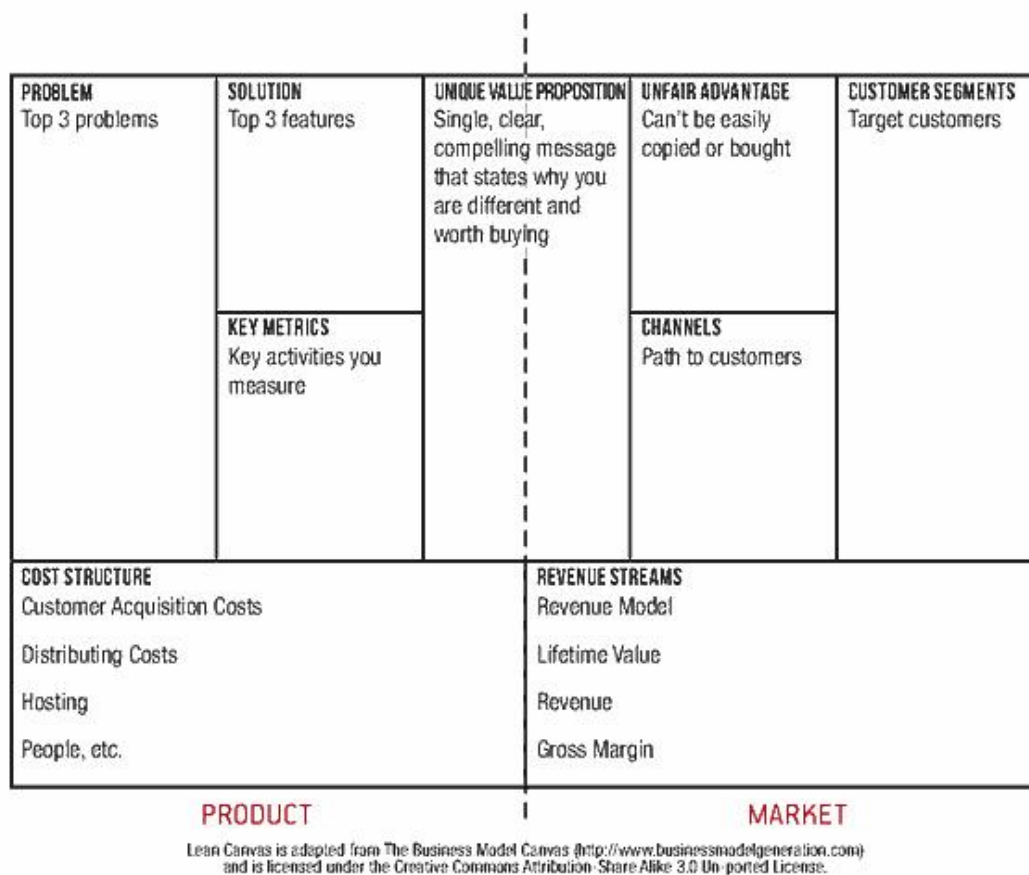 PROBLEM
Top 3 problems
SOLUTION
Top 3 features
KEY METRICS
Key activities you
measure
UNIQUE VALUE PROPOSITION
Single, clear,
compelling message
that states why you
are different and
worth buying
UNFAIR ADVANTAGE
Can't be easily
copied or bought
CHANNELS
Path to customers
CUSTOMER SEGMENTS
Target customers
COST STRUCTURE
Customer Acquisition Costs
Distributing Costs
Hosting
People, etc.
REVENUE STREAMS
Revenue Model
Lifetime Value
Revenue
Gross Margin
PRODUCT
MARKET
Lean Canvas is adapted from The Business Model Canvas (http://www.businessmodelgeneration.com)
and is licensed under the Creative Commons Attribution-Share Alike 3.0 Un-ported License.